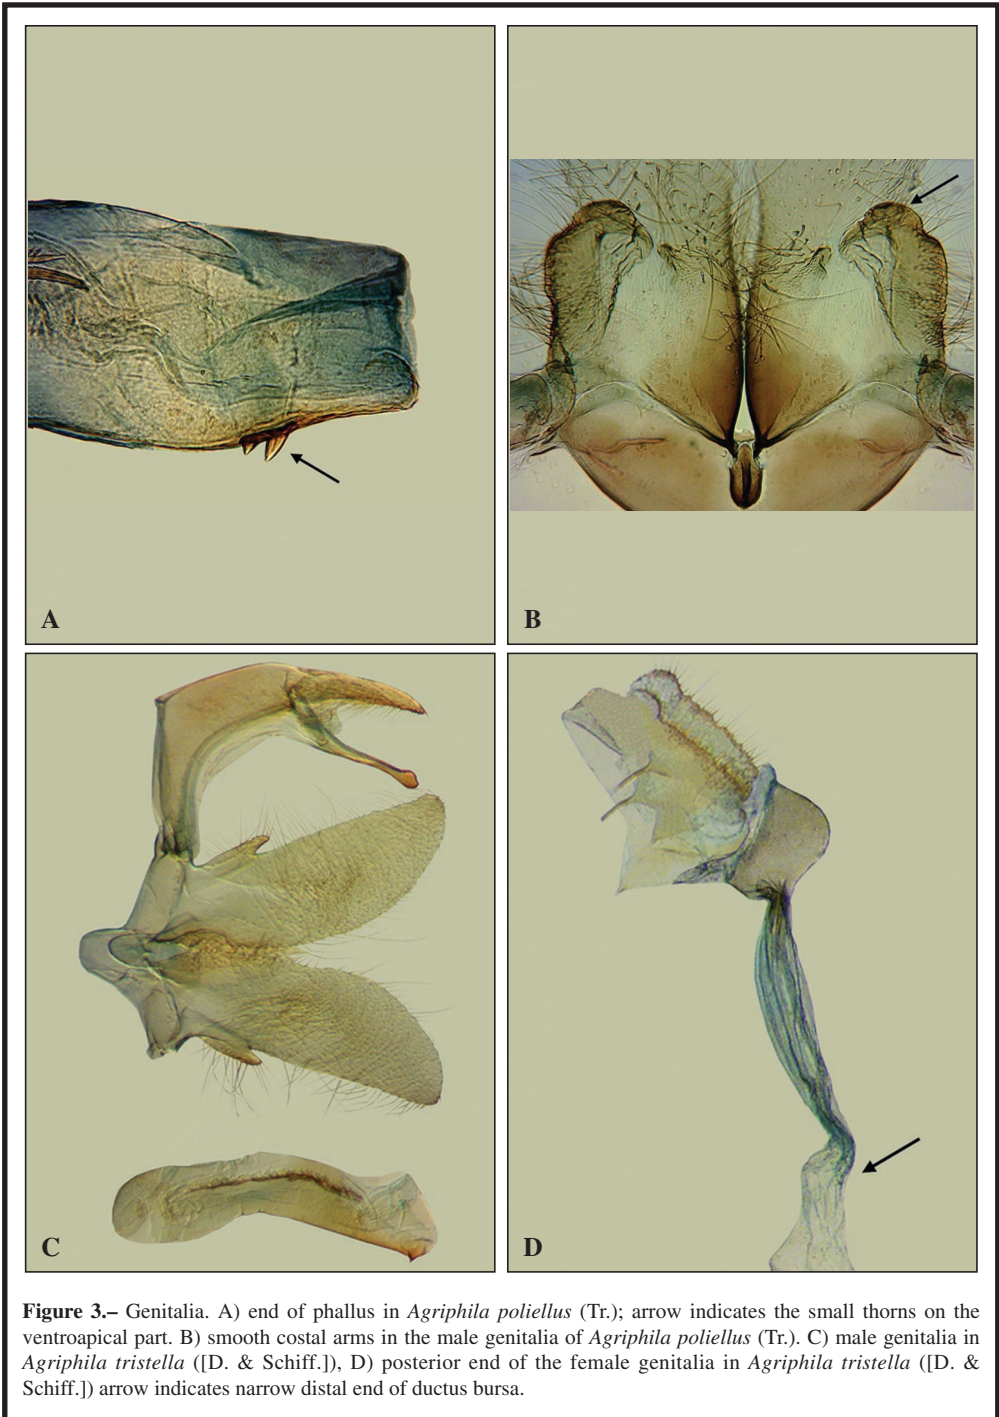 A
B
C
D
Figure 3.– Genitalia. A) end of phallus in Agriphila poliellus (Tr.); arrow indicates the small thorns on the
ventroapical part. B) smooth costal arms in the male genitalia of Agriphila poliellus (Tr.). C) male genitalia in
Agriphila tristella ([D. & Schiff.]), D) posterior end of the female genitalia in Agriphila tristella ([D. &
Schiff.]) arrow indicates narrow distal end of ductus bursa.